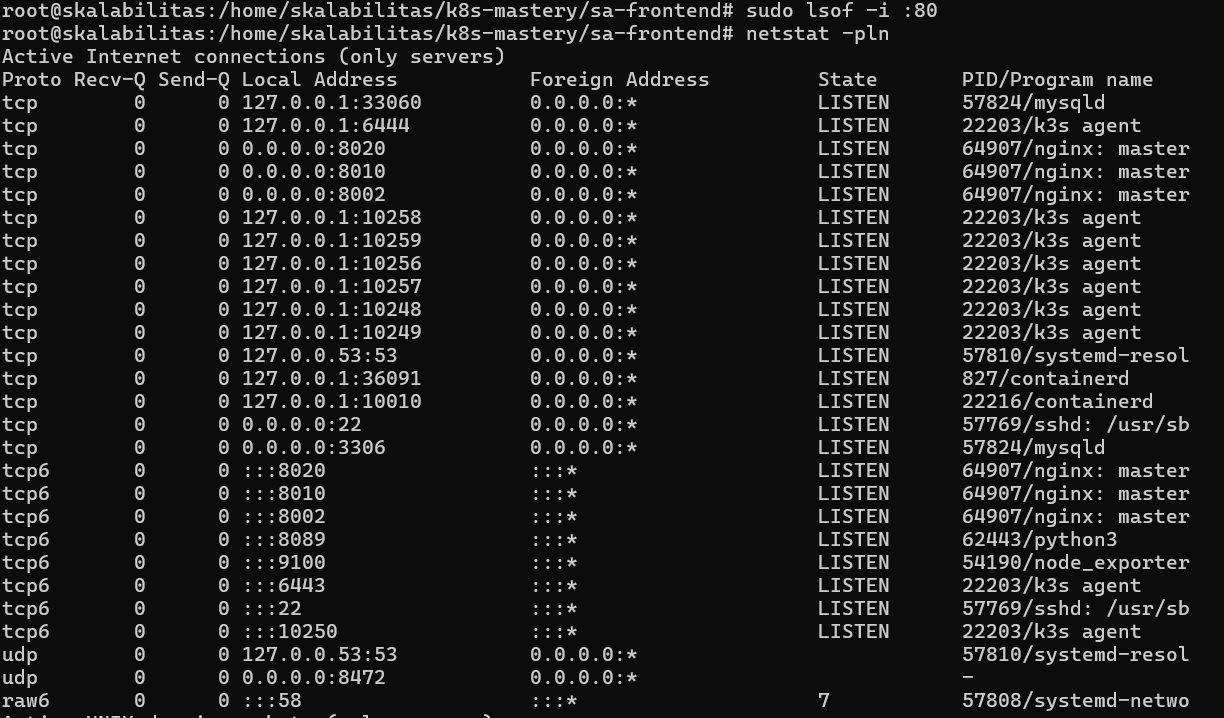 root@skalabilitas:/home/skalabilitas/k8s-mastery/sa-frontend# sudo lsof -i :80
root@skalabilitas:/home/skalabilitas/k8s-mastery/sa-frontend# netstat -pln
Active Internet connections (only servers)
Proto Recv-Q Send-Q Local Address           Foreign Address         State       PID/Program name
tcp        0      0 127.0.0.1:33060         0.0.0.0:*               LISTEN      57824/mysqld
tcp        0      0 127.0.0.1:6444          0.0.0.0:*               LISTEN      22203/k3s agent
tcp        0      0 0.0.0.0:8020            0.0.0.0:*               LISTEN      64907/nginx: master
tcp        0      0 0.0.0.0:8010            0.0.0.0:*               LISTEN      64907/nginx: master
tcp        0      0 0.0.0.0:8002            0.0.0.0:*               LISTEN      64907/nginx: master
tcp        0      0 127.0.0.1:10258         0.0.0.0:*               LISTEN      22203/k3s agent
tcp        0      0 127.0.0.1:10259         0.0.0.0:*               LISTEN      22203/k3s agent
tcp        0      0 127.0.0.1:10256         0.0.0.0:*               LISTEN      22203/k3s agent
tcp        0      0 127.0.0.1:10257         0.0.0.0:*               LISTEN      22203/k3s agent
tcp        0      0 127.0.0.1:10248         0.0.0.0:*               LISTEN      22203/k3s agent
tcp        0      0 127.0.0.1:10249         0.0.0.0:*               LISTEN      22203/k3s agent
tcp        0      0 127.0.0.53:53           0.0.0.0:*               LISTEN      57810/systemd-resol
tcp        0      0 127.0.0.1:36091         0.0.0.0:*               LISTEN      827/containerd
tcp        0      0 127.0.0.1:10010         0.0.0.0:*               LISTEN      22216/containerd
tcp        0      0 0.0.0.0:22              0.0.0.0:*               LISTEN      57769/sshd: /usr/sb
tcp        0      0 0.0.0.0:3306            0.0.0.0:*               LISTEN      57824/mysqld
tcp6       0      0 :::8020                 :::*                    LISTEN      64907/nginx: master
tcp6       0      0 :::8010                 :::*                    LISTEN      64907/nginx: master
tcp6       0      0 :::8002                 :::*                    LISTEN      64907/nginx: master
tcp6       0      0 :::8089                 :::*                    LISTEN      62443/python3
tcp6       0      0 :::9100                 :::*                    LISTEN      54190/node_exporter
tcp6       0      0 :::6443                 :::*                    LISTEN      22203/k3s agent
tcp6       0      0 :::22                   :::*                    LISTEN      57769/sshd: /usr/sb
tcp6       0      0 :::10250                :::*                    LISTEN      22203/k3s agent
udp        0      0 127.0.0.53:53           0.0.0.0:*                           57810/systemd-resol
udp        0      0 0.0.0.0:8472            0.0.0.0:*                           -
raw6       0      0 :::58                   :::*                    7           57808/systemd-netwo